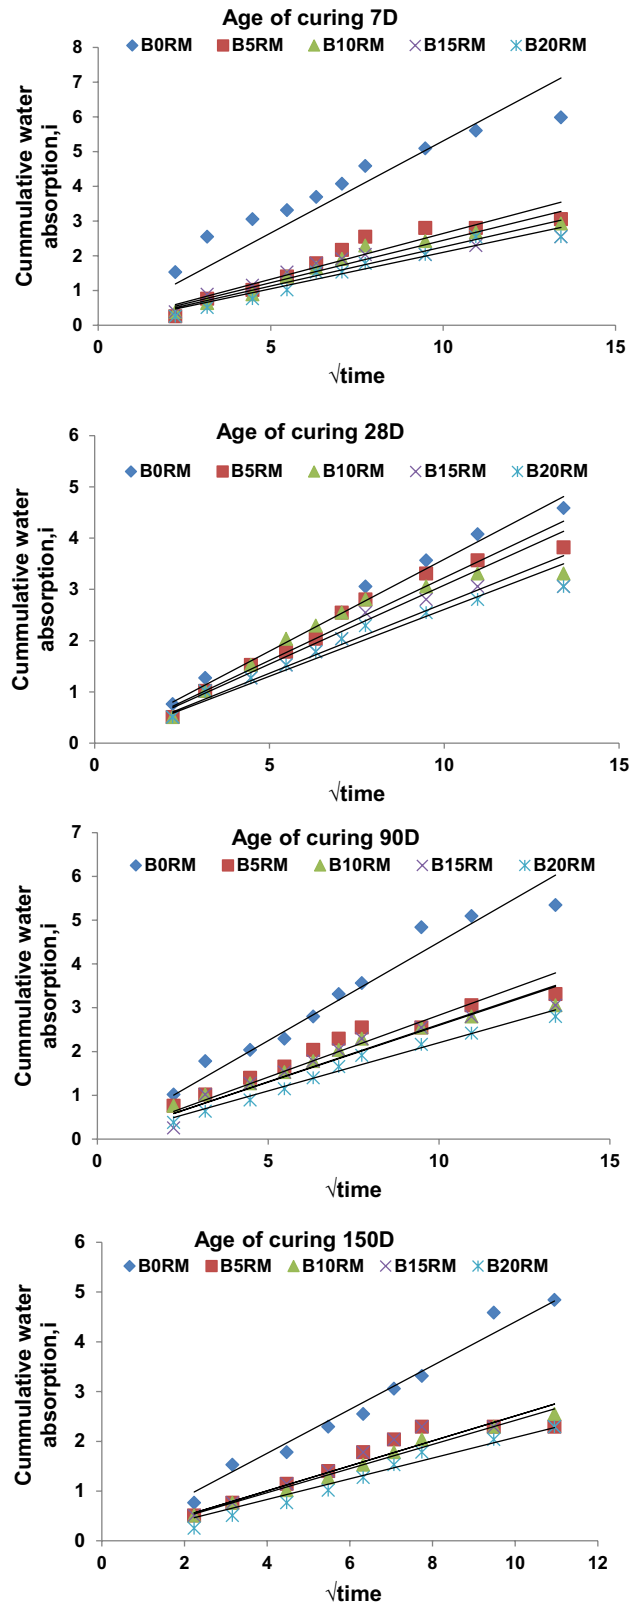 Age of curing 7D
B0RM B5RM B10RM B15RM B20RM
Cummulative water
absorption,i
8
7
6
5
4
3
2
1
0
0 5 10 15
√time
Age of curing 28D
B0RM B5RM B10RM B15RM B20RM
Cummulative water
absorption,i
6
5
4
3
2
1
0
0 5 10 15
√time
Age of curing 90D
B0RM B5RM B10RM B15RM B20RM
Cummulative water
absorption,i
7
6
5
4
3
2
1
0
0 5 10 15
√time
Age of curing 150D
B0RM B5RM B10RM B15RM B20RM
Cummulative water
absorption,i
6
5
4
3
2
1
0
0 2 4 6 8 10 12
√time